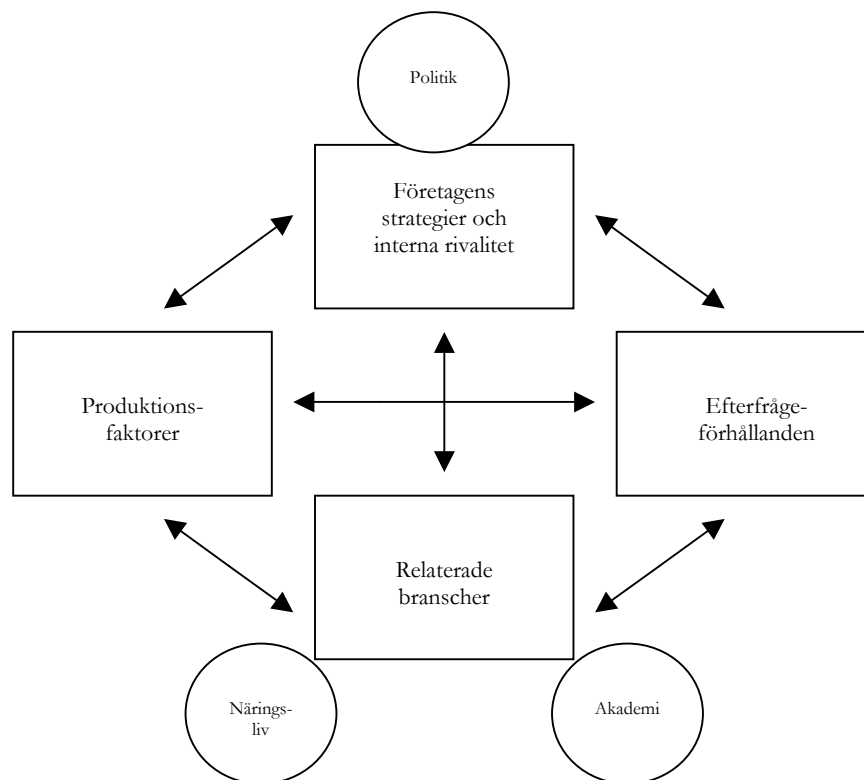 Politik
Företagens
strategier och
interna rivalitet
Produktions-
faktorer
Efterfråge-
förhållanden
Relaterade
branscher
Närings-
liv
Akademi